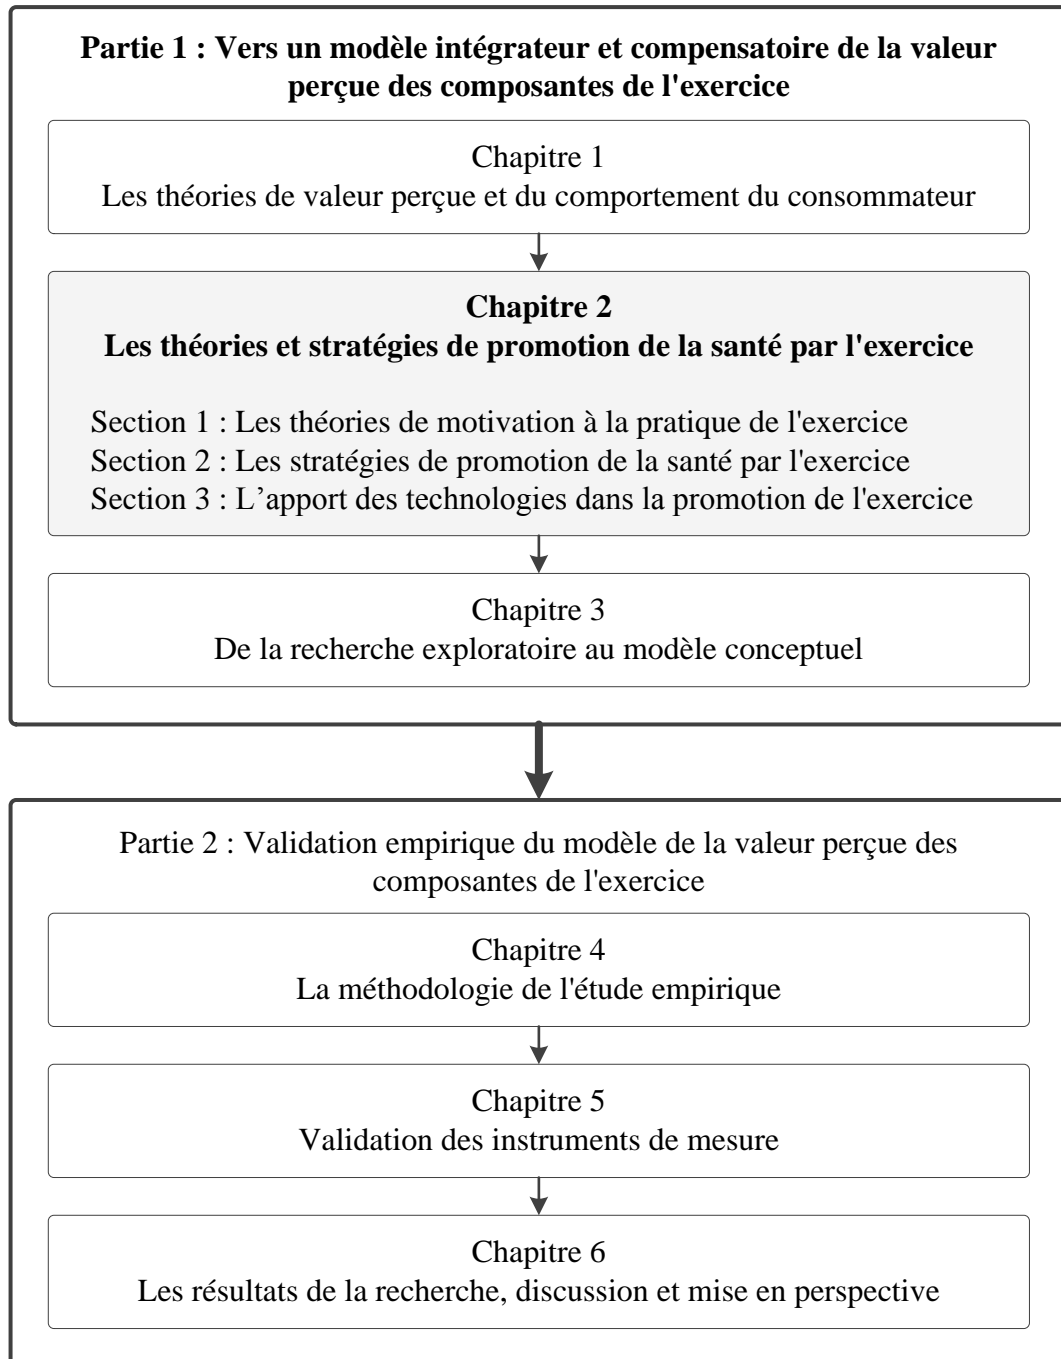 Partie 1 : Vers un modèle intégrateur et compensatoire de la valeur
perçue des composantes de l'exercice
Chapitre 1
Les théories de valeur perçue et du comportement du consommateur
Chapitre 2
Les théories et stratégies de promotion de la santé par l'exercice
Section 1 : Les théories de motivation à la pratique de l'exercice
Section 2 : Les stratégies de promotion de la santé par l'exercice
Section 3 : L’apport des technologies dans la promotion de l'exercice
Chapitre 3
De la recherche exploratoire au modèle conceptuel
Partie 2 : Validation empirique du modèle de la valeur perçue des
composantes de l'exercice
Chapitre 4
La méthodologie de l'étude empirique
Chapitre 5
Validation des instruments de mesure
Chapitre 6
Les résultats de la recherche, discussion et mise en perspective